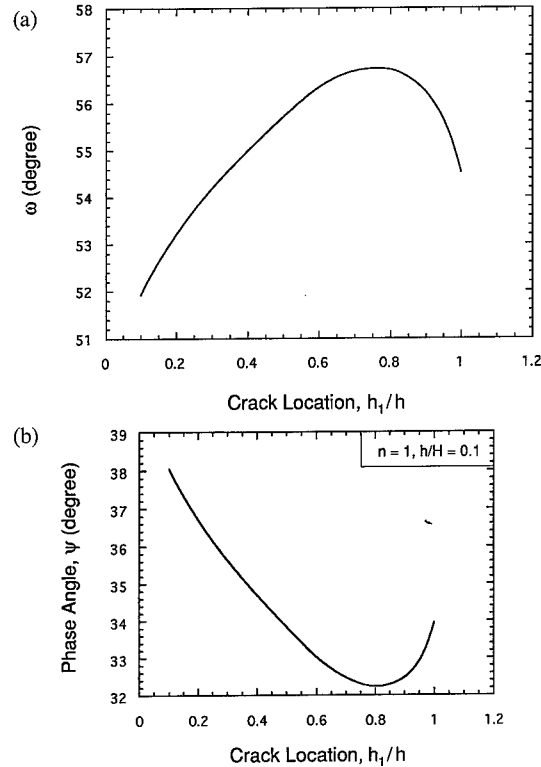 (a)
58
57
56
55
54
53
52
51
ω (degree)
0 0.2 0.4 0.6 0.8 1 1.2
Crack Location, h₁/h
(b)
39
38
37
36
35
34
33
32
Phase Angle, ψ (degree)
n = 1, h/H = 0.1
0 0.2 0.4 0.6 0.8 1 1.2
Crack Location, h₁/h